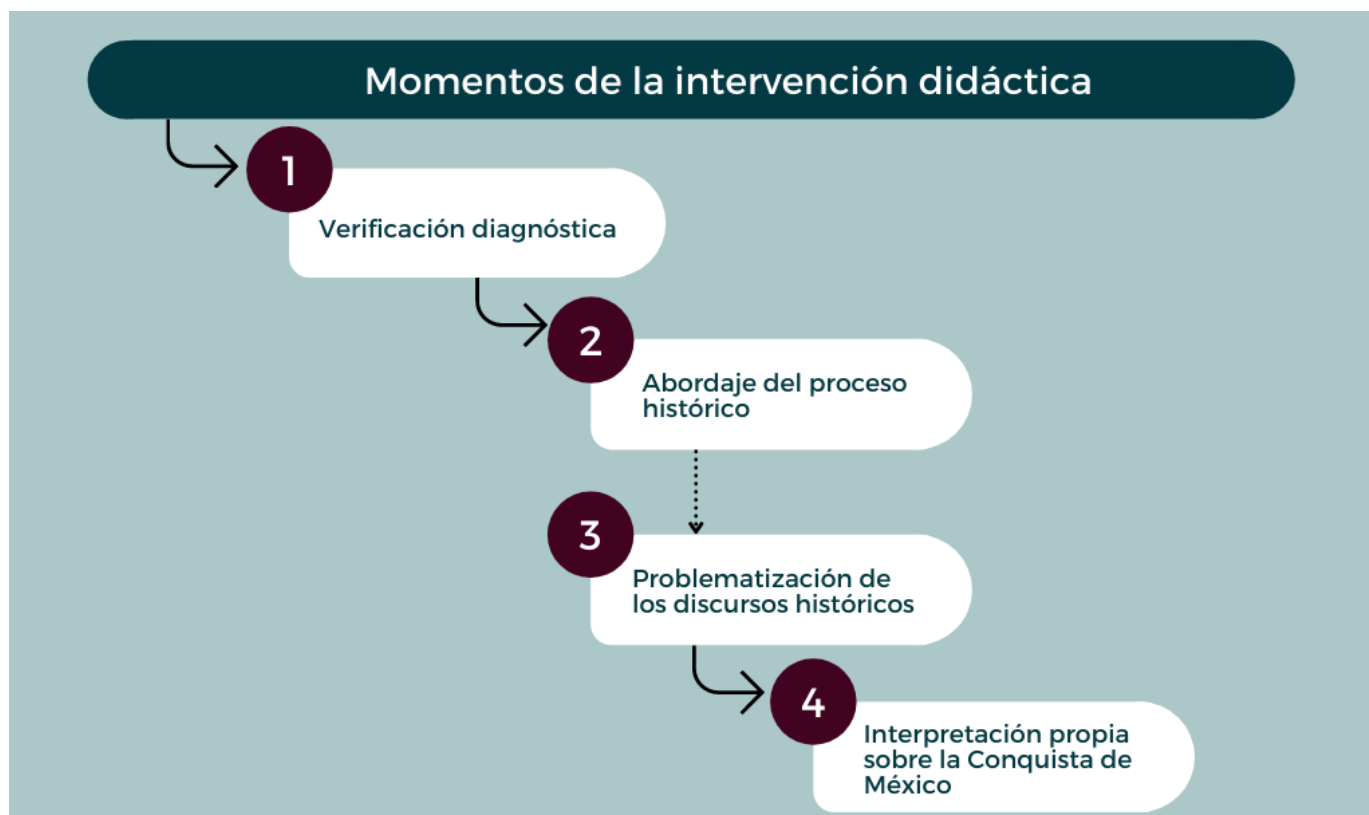 Momentos de la intervención didáctica
1
Verificación diagnóstica
2
Abordaje del proceso
histórico
3
Problematización de
los discursos históricos
4
Interpretación propia
sobre la Conquista de
México